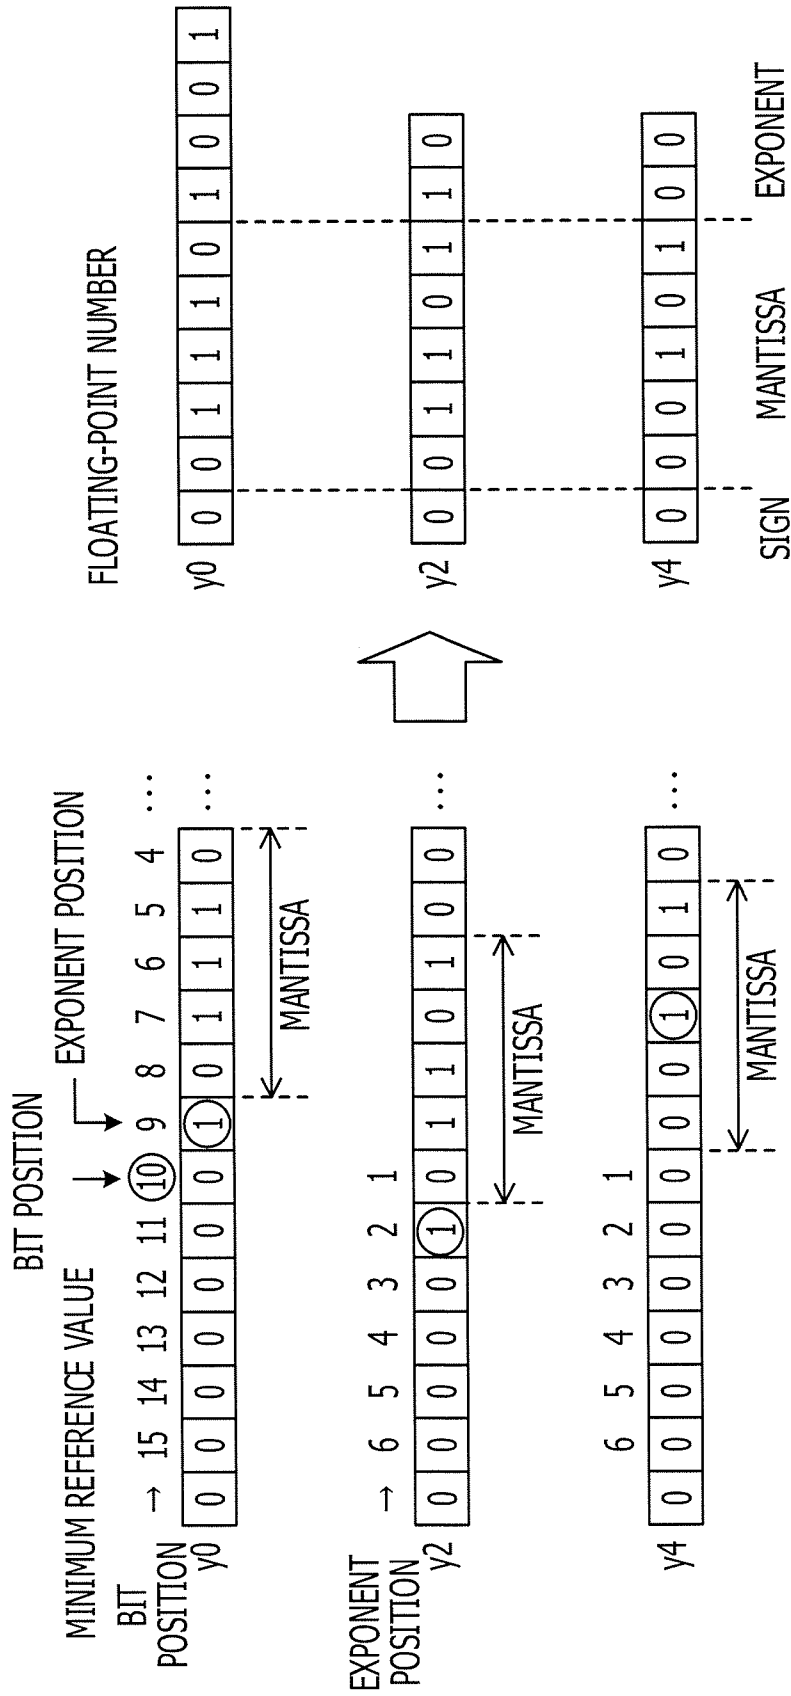 MINIMUM REFERENCE VALUE
BIT POSITION
EXPONENT POSITION
BIT
POSITION
→ 15 14 13 12 11 10 9 8 7 6 5 4 ...
y0 0 0 0 0 0 0 0 1 0 1 1 1 0 ...
MANTISSA
EXPONENT
POSITION
→ 6 5 4 3 2 1
y2 0 0 0 0 0 1 0 1 1 0 1 0 0 ...
MANTISSA
6 5 4 3 2 1
y4 0 0 0 0 0 0 0 0 0 1 0 1 0 ...
MANTISSA
FLOATING-POINT NUMBER
y0 0 0 1 1 1 0 1 0 0 1
y2 0 0 1 1 0 1 1 0
y4 0 0 0 1 0 1 0 0
SIGN MANTISSA EXPONENT